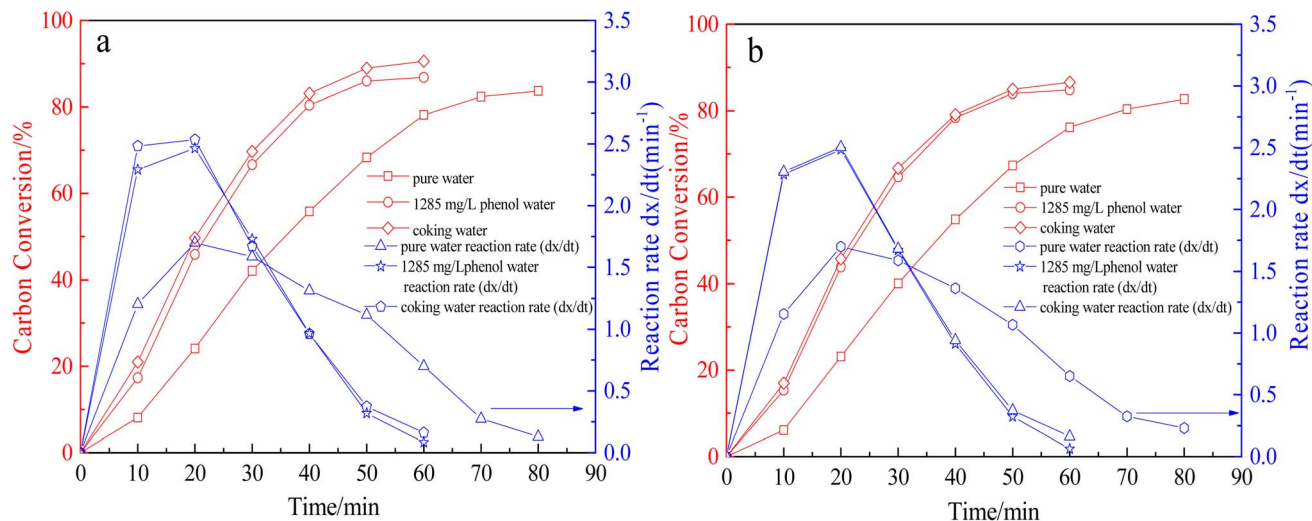 a
Carbon Conversion/%
100
80
60
40
20
0
0 10 20 30 40 50 60 70 80 90
Time/min
3.5
3.0
2.5
2.0
1.5
1.0
0.5
0.0
Reaction rate dx/dt(min⁻¹)
pure water
1285 mg/L phenol water
coking water
pure water reaction rate (dx/dt)
1285 mg/Lphenol water
reaction rate (dx/dt)
coking water reaction rate (dx/dt)
b
Carbon Conversion/%
100
80
60
40
20
0
0 10 20 30 40 50 60 70 80 90
Time/min
3.5
3.0
2.5
2.0
1.5
1.0
0.5
0.0
Reaction rate dx/dt(min⁻¹)
pure water
1285 mg/L phenol water
coking water
pure water reaction rate (dx/dt)
1285 mg/Lphenol water
reaction rate (dx/dt)
coking water reaction rate (dx/dt)